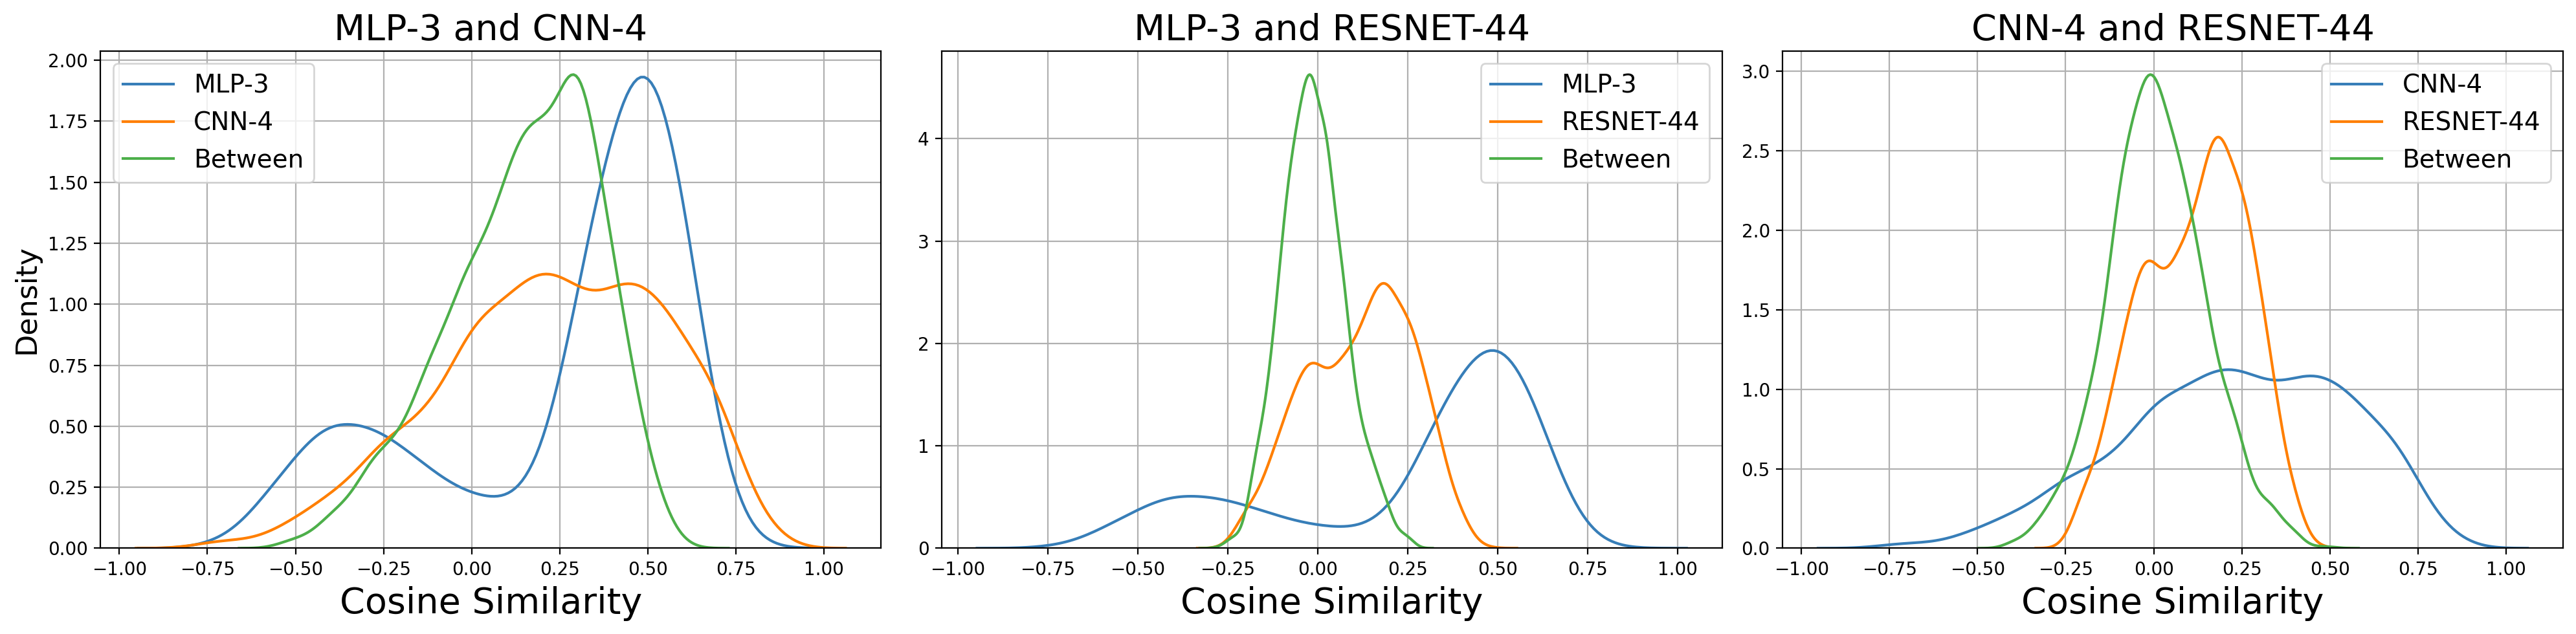 MLP-3 and CNN-4
Density
2.00
1.75
1.50
1.25
1.00
0.75
0.50
0.25
0.00
MLP-3
CNN-4
Between
−1.00 −0.75 −0.50 −0.25 0.00 0.25 0.50 0.75 1.00
Cosine Similarity
MLP-3 and RESNET-44
4
3
2
1
0
MLP-3
RESNET-44
Between
−1.00 −0.75 −0.50 −0.25 0.00 0.25 0.50 0.75 1.00
Cosine Similarity
CNN-4 and RESNET-44
3.0
2.5
2.0
1.5
1.0
0.5
0.0
CNN-4
RESNET-44
Between
−1.00 −0.75 −0.50 −0.25 0.00 0.25 0.50 0.75 1.00
Cosine Similarity